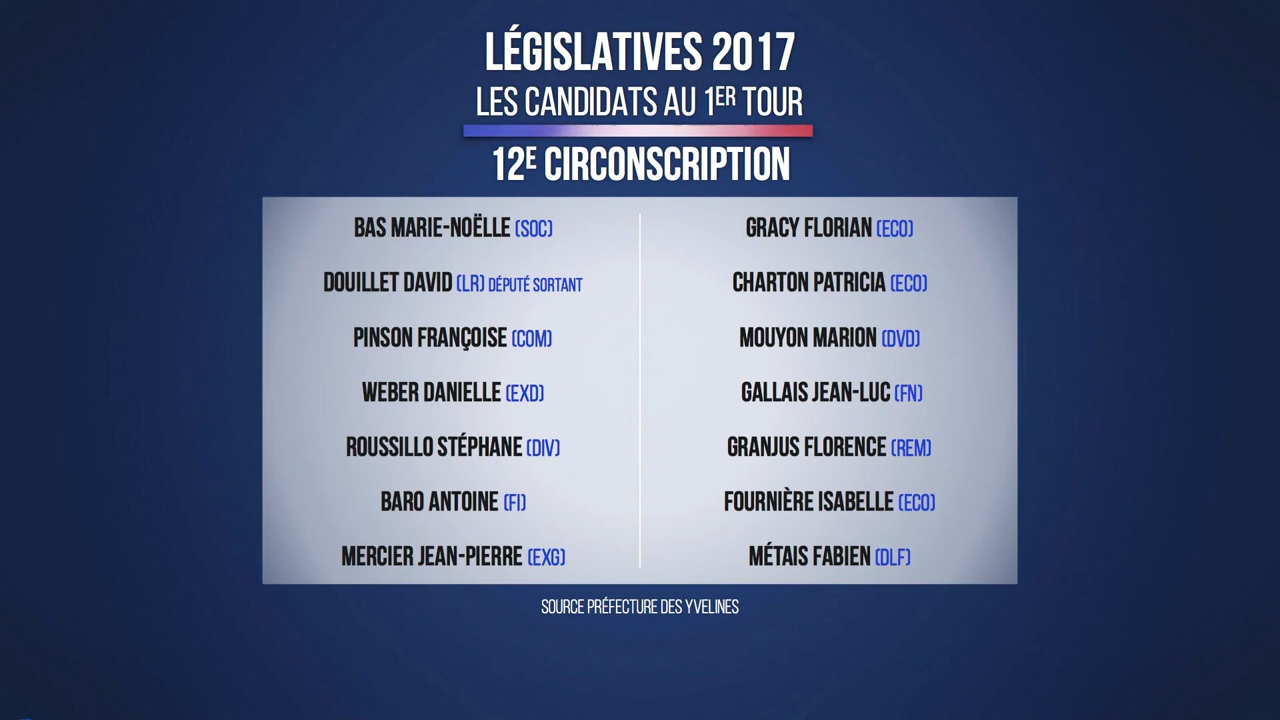 LÉGISLATIVES 2017
LES CANDIDATS AU 1ER TOUR
12E CIRCONSCRIPTION
BAS MARIE-NOËLLE (SOC)
DOUILLET DAVID (LR) DÉPUTÉ SORTANT
PINSON FRANÇOISE (COM)
WEBER DANIELLE (EXD)
ROUSSILLO STÉPHANE (DIV)
BARO ANTOINE (FI)
MERCIER JEAN-PIERRE (EXG)
GRACY FLORIAN (ECO)
CHARTON PATRICIA (ECO)
MOUYON MARION (DVD)
GALLAIS JEAN-LUC (FN)
GRANJUS FLORENCE (REM)
FOURNIÈRE ISABELLE (ECO)
MÉTAIS FABIEN (DLF)
SOURCE PRÉFECTURE DES YVELINES